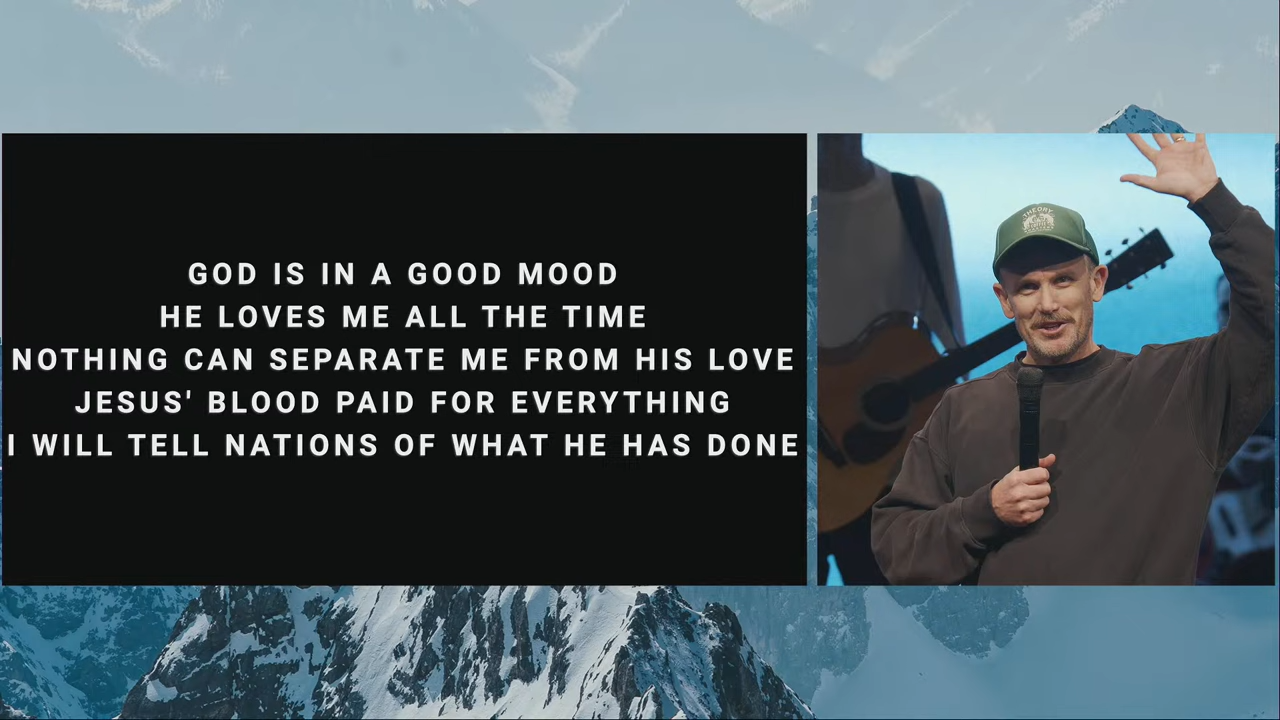 GOD IS IN A GOOD MOOD
HE LOVES ME ALL THE TIME
NOTHING CAN SEPARATE ME FROM HIS LOVE
JESUS' BLOOD PAID FOR EVERYTHING
I WILL TELL NATIONS OF WHAT HE HAS DONE
THEORY